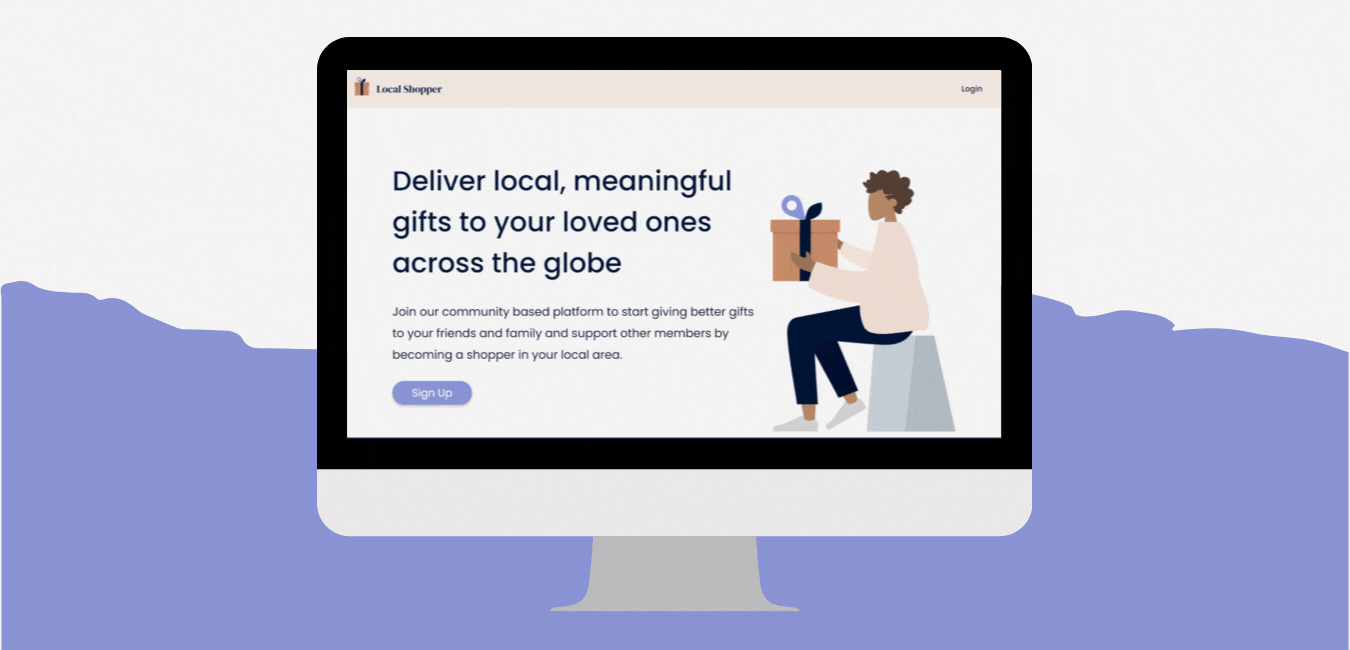 Local Shopper
Login
Deliver local, meaningful
gifts to your loved ones
across the globe
Join our community based platform to start giving better gifts
to your friends and family and support other members by
becoming a shopper in your local area.
Sign Up